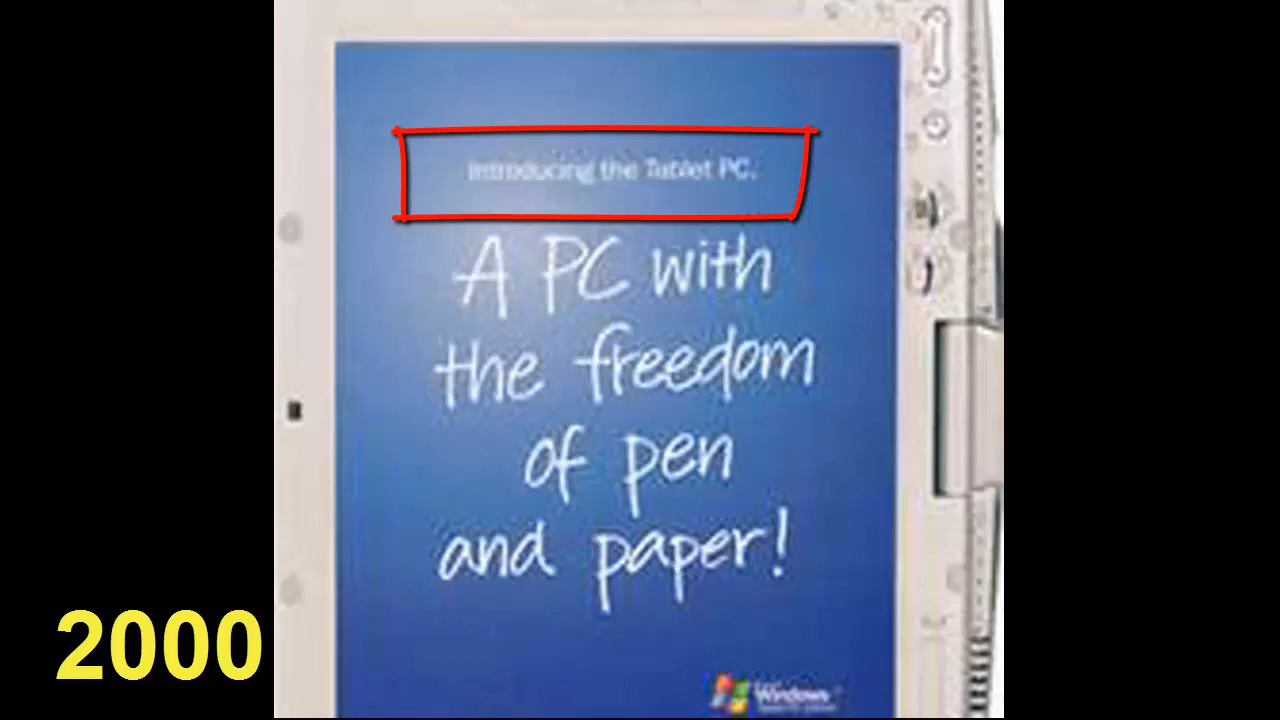 Introducing the Tablet PC.
A PC with
the freedom
of pen
and paper!
2000
Windows